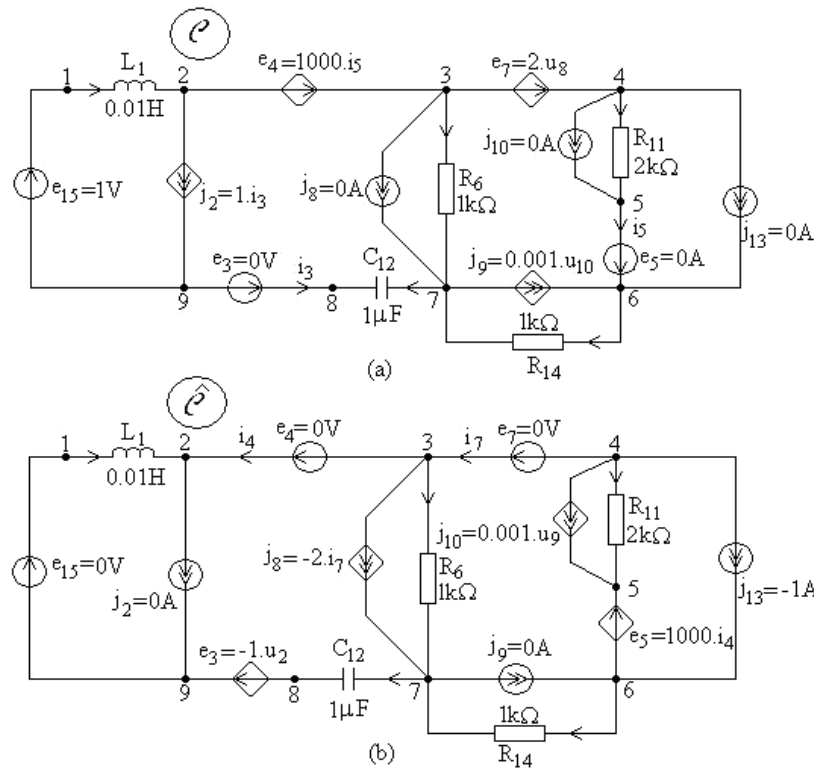 𝒞
L₁
1
2
0.01H
e₄=1000.i₅
3
e₇=2.u₈
4
e₁₅=1V
j₂=1.i₃
j₈=0A
R₆
1kΩ
j₁₀=0A
R₁₁
2kΩ
5
i₅
j₁₃=0A
e₃=0V
i₃
C₁₂
j₉=0.001.u₁₀
e₅=0A
9
8
1μF
7
6
1kΩ
R₁₄
(a)
𝒞̂
L₁
1
2
0.01H
i₄
e₄=0V
3
i₇
e₇=0V
4
e₁₅=0V
j₂=0A
j₈=-2.i₇
R₆
1kΩ
j₁₀=0.001.u₉
R₁₁
2kΩ
5
j₁₃=-1A
e₃=-1.u₂
C₁₂
j₉=0A
e₅=1000.i₄
9
8
1μF
7
6
1kΩ
R₁₄
(b)